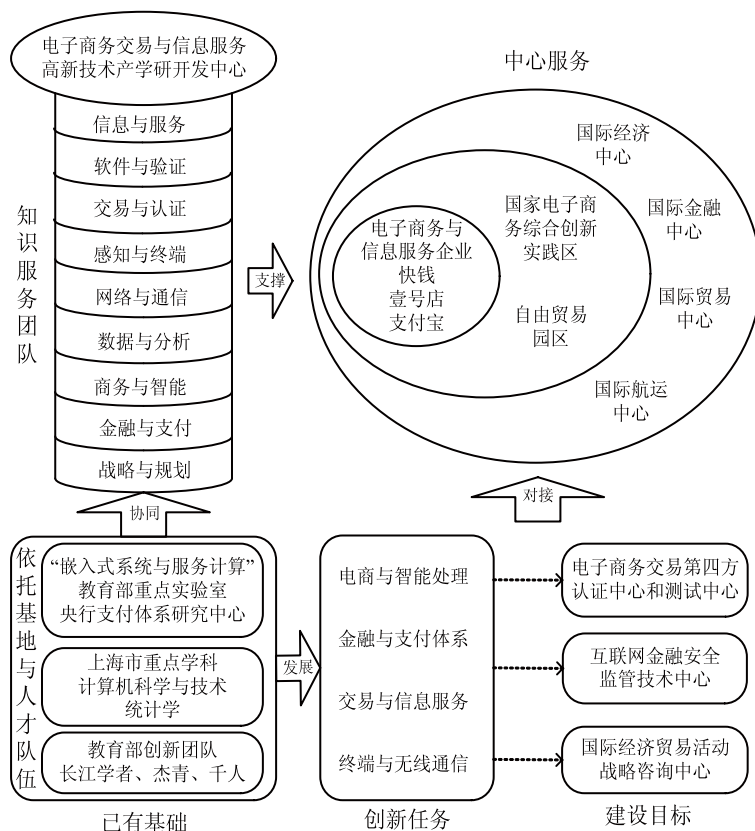 电子商务交易与信息服务
高新技术产学研开发中心
知识服务团队
信息与服务
软件与验证
交易与认证
感知与终端
网络与通信
数据与分析
商务与智能
金融与支付
战略与规划
支撑
中心服务
国际经济
中心
国际金融
中心
国际贸易
中心
国际航运
中心
国家电子商
务综合创新
实践区
自由贸易
园区
电子商务与
信息服务企业
快钱
壹号店
支付宝
协同
对接
依托基地与人才队伍
“嵌入式系统与服务计算”
教育部重点实验室
央行支付体系研究中心
上海市重点学科
计算机科学与技术
统计学
教育部创新团队
长江学者、杰青、千人
已有基础
发展
电商与智能处理
金融与支付体系
交易与信息服务
终端与无线通信
创新任务
电子商务交易第四方
认证中心和测试中心
互联网金融安全
监管技术中心
国际经济贸易活动
战略咨询中心
建设目标